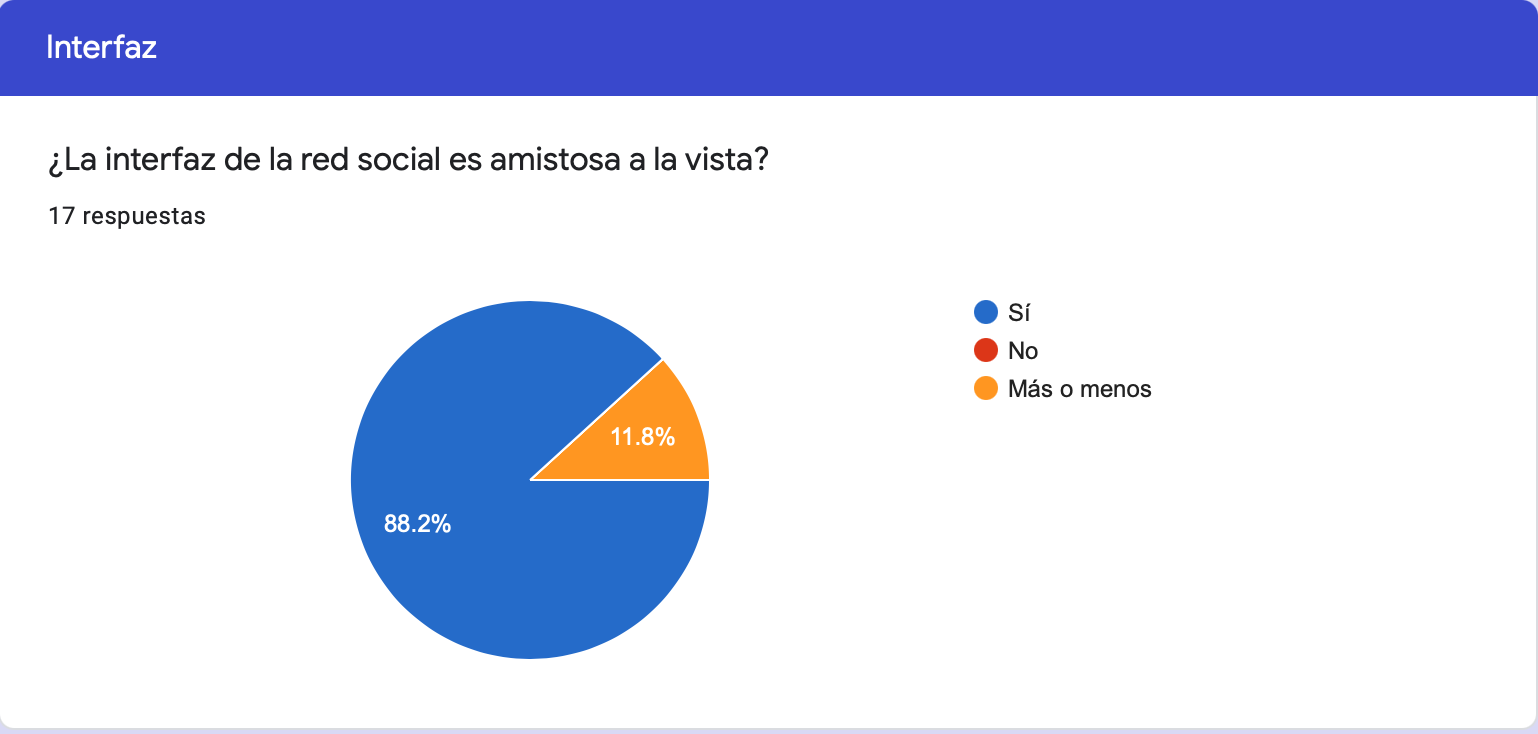 Interfaz
¿La interfaz de la red social es amistosa a la vista?
17 respuestas
Sí
No
Más o menos
11.8%
88.2%